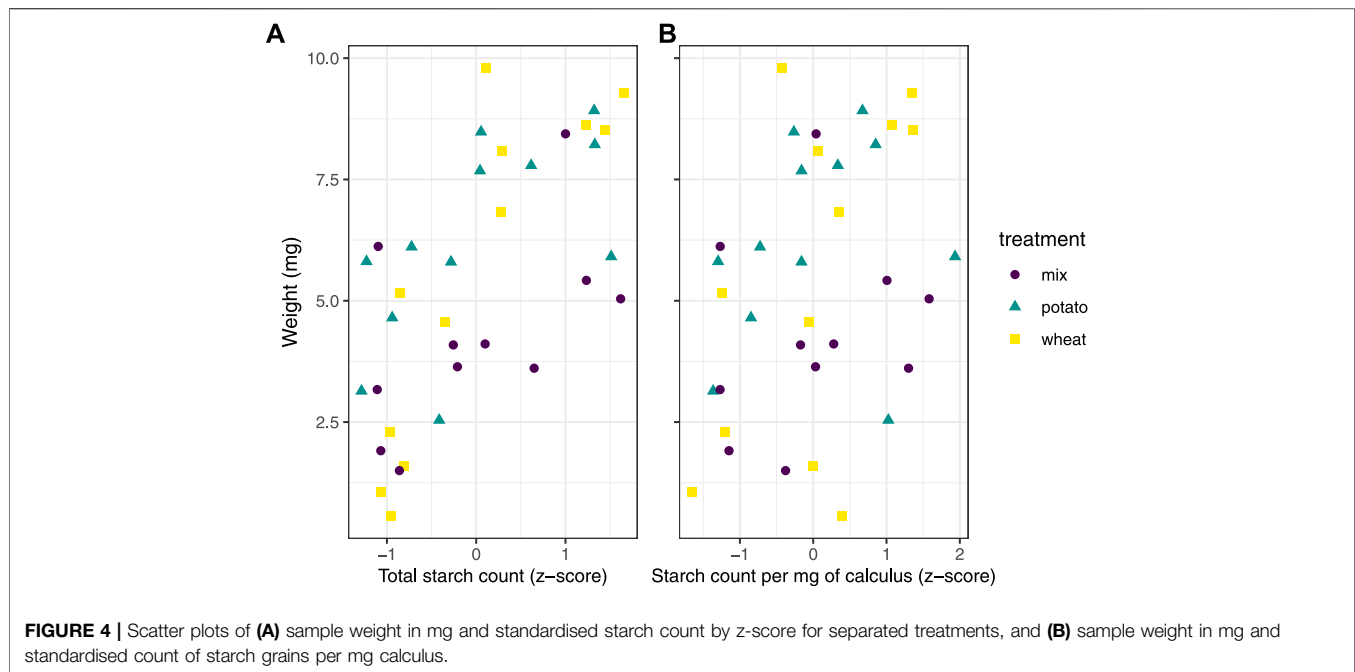 A
B
10.0
7.5
5.0
2.5
Weight (mg)
−1 0 1
−1 0 1 2
Total starch count (z−score)
Starch count per mg of calculus (z−score)
treatment
mix
potato
wheat
FIGURE 4 | Scatter plots of (A) sample weight in mg and standardised starch count by z-score for separated treatments, and (B) sample weight in mg and
standardised count of starch grains per mg calculus.